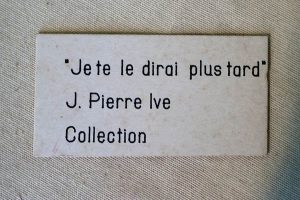 "Je te le dirai plus tard"
J. Pierre Ive
Collection